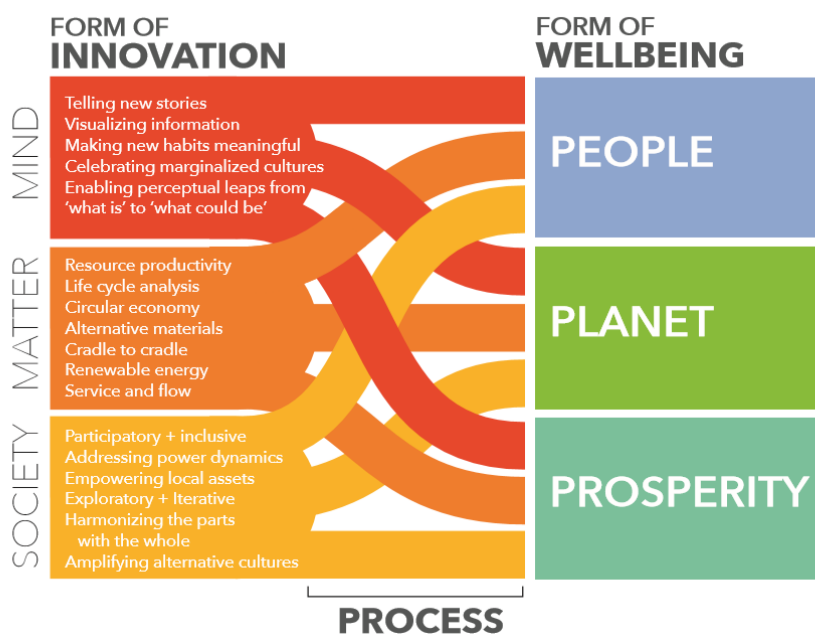 FORM OF
INNOVATION
FORM OF
WELLBEING
MIND
Telling new stories
Visualizing information
Making new habits meaningful
Celebrating marginalized cultures
Enabling perceptual leaps from
‘what is’ to ‘what could be’
PEOPLE
MATTER
Resource productivity
Life cycle analysis
Circular economy
Alternative materials
Cradle to cradle
Renewable energy
Service and flow
PLANET
SOCIETY
Participatory + inclusive
Addressing power dynamics
Empowering local assets
Exploratory + Iterative
Harmonizing the parts
with the whole
Amplifying alternative cultures
PROSPERITY
PROCESS